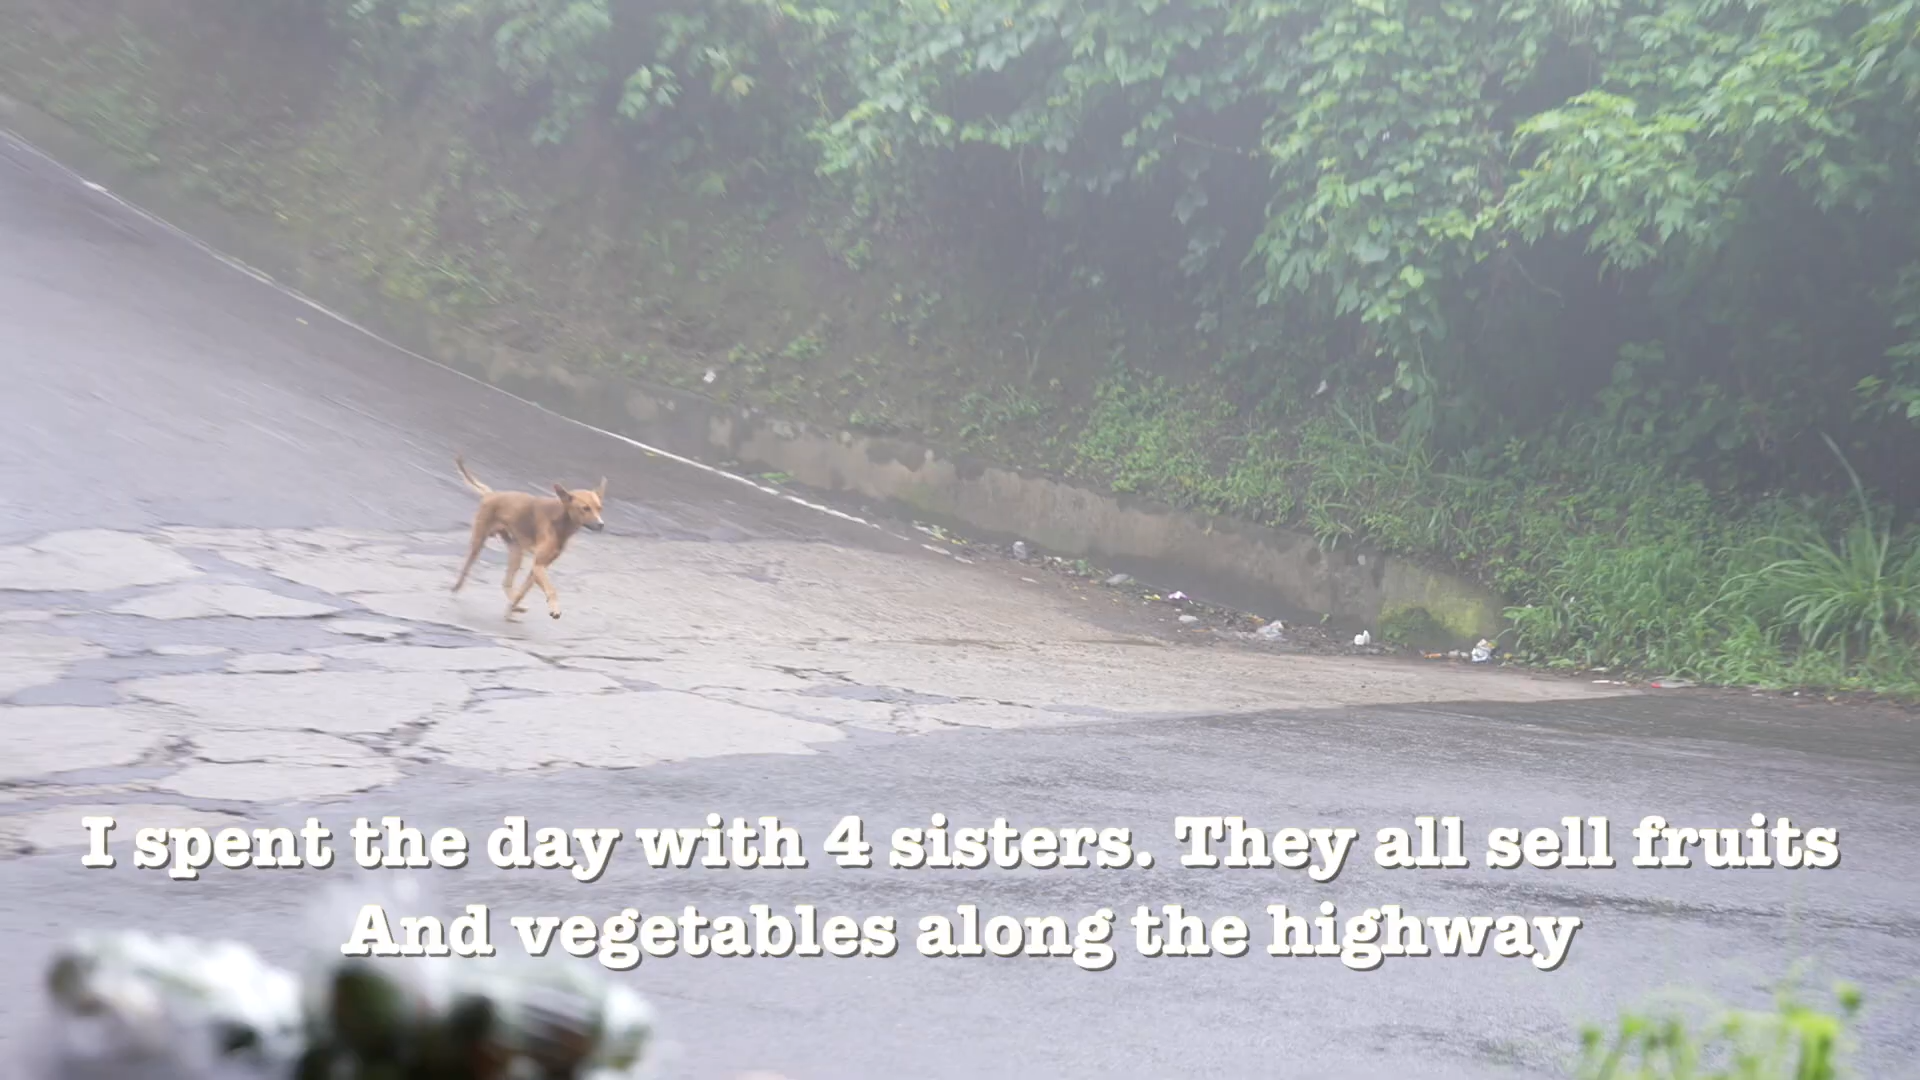 I spent the day with 4 sisters. They all sell fruits
And vegetables along the highway